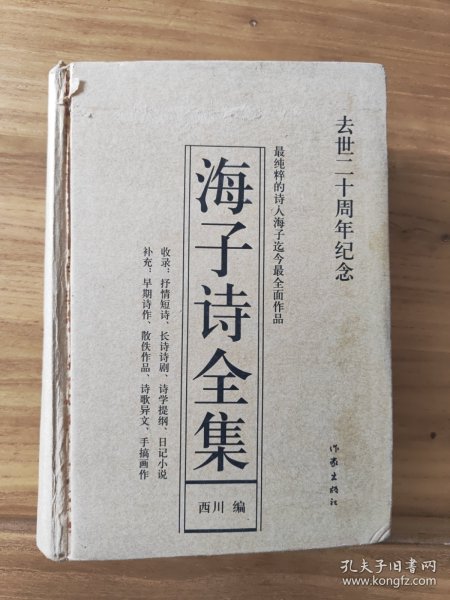 去世二十周年纪念
最纯粹的诗人海子迄今最全面作品
海子诗全集
西川 编
收录：抒情短诗、长诗诗剧、诗学提纲、日记小说
补充：早期诗作、散佚作品、诗歌异文、手搞画作
作家出版社
孔夫子旧书网
www.kongfz.com